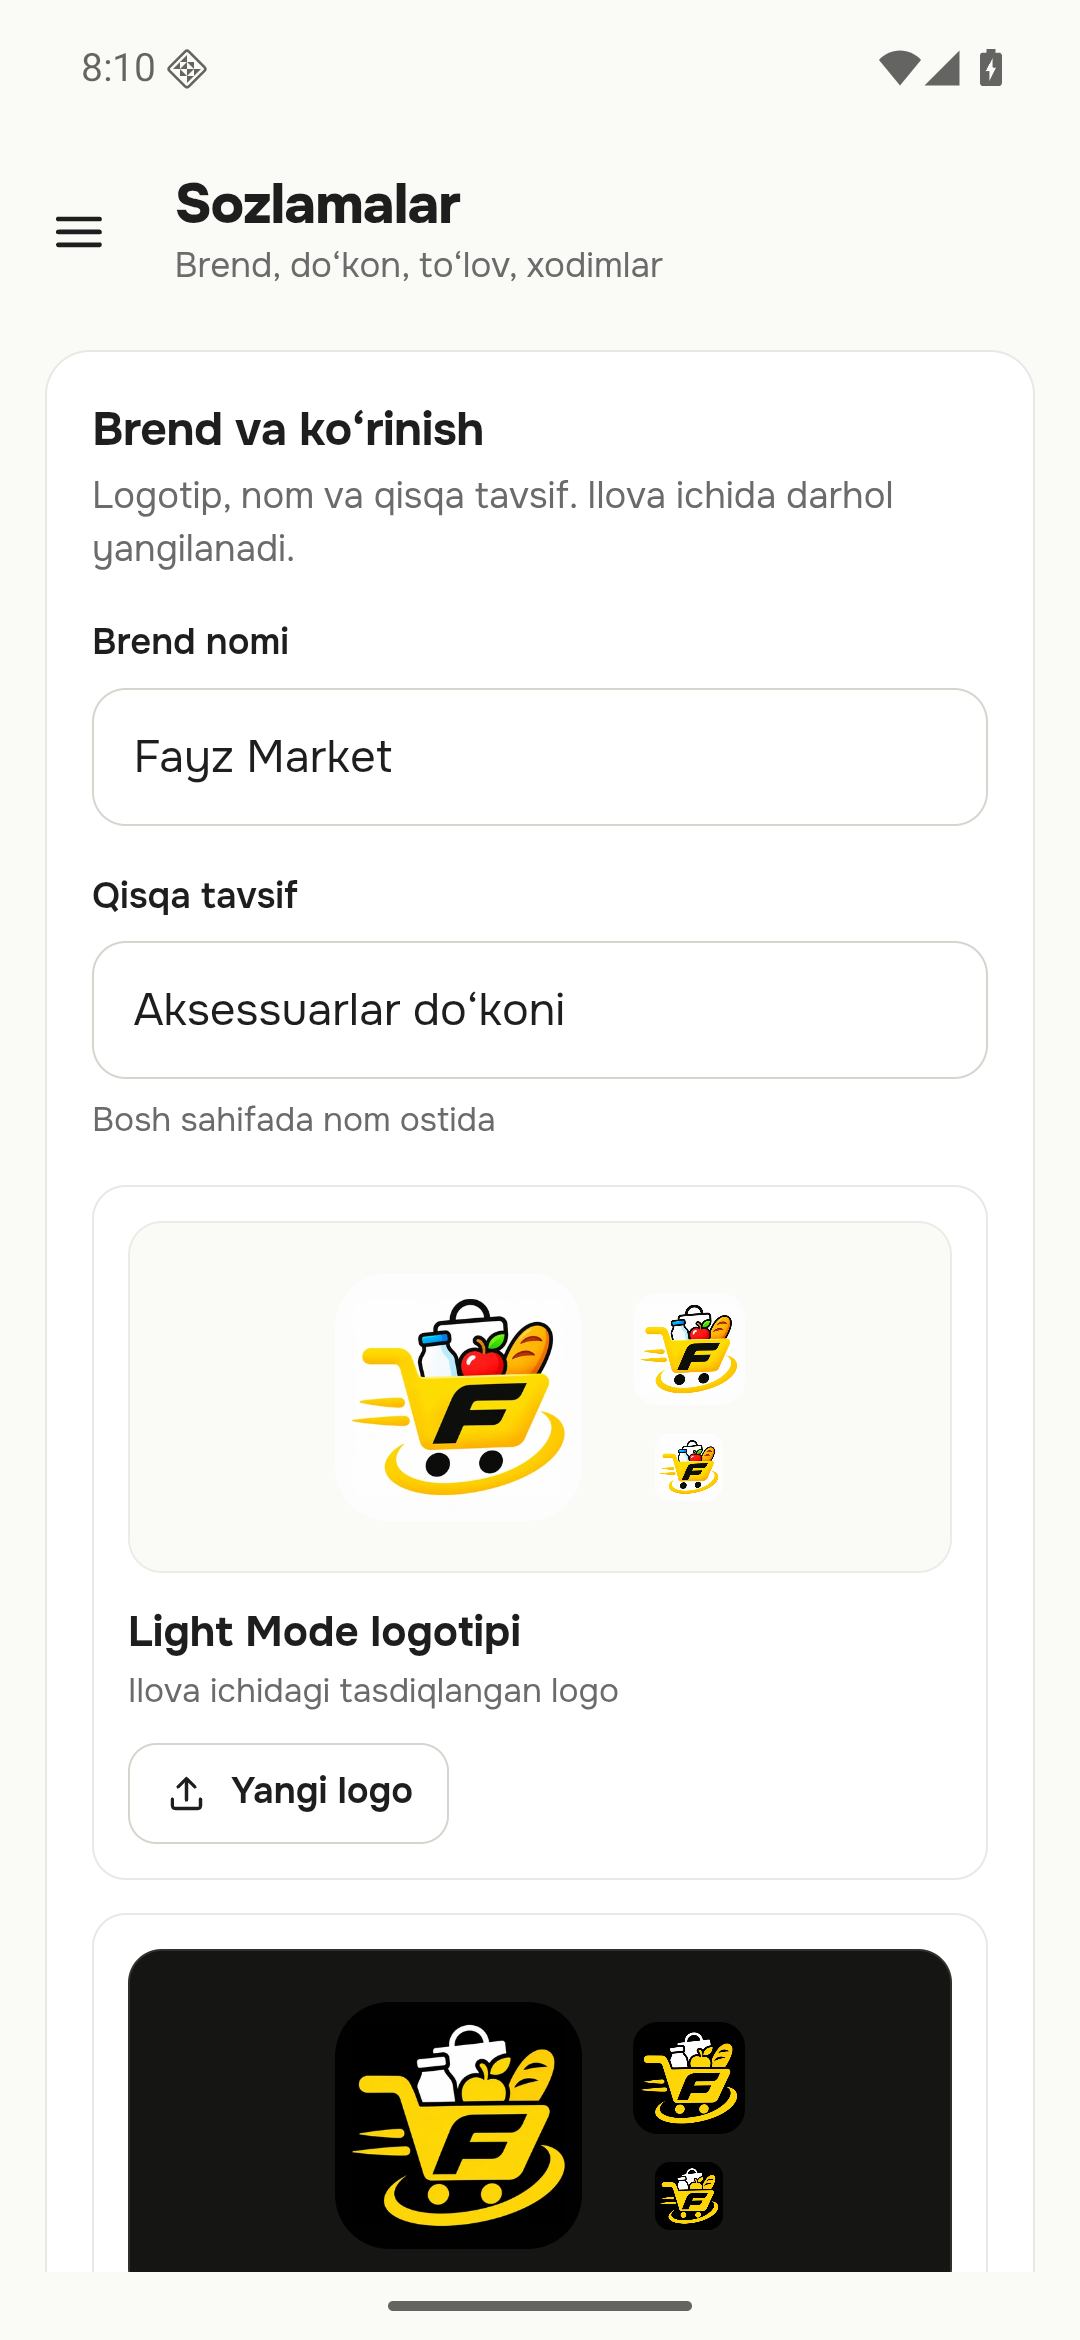 8:10
Sozlamalar
Brend, do‘kon, to‘lov, xodimlar
Brend va ko‘rinish
Logotip, nom va qisqa tavsif. Ilova ichida darhol
yangilanadi.
Brend nomi
Fayz Market
Qisqa tavsif
Aksessuarlar do‘koni
Bosh sahifada nom ostida
F
F
F
Light Mode logotipi
Ilova ichidagi tasdiqlangan logo
Yangi logo
F
F
F